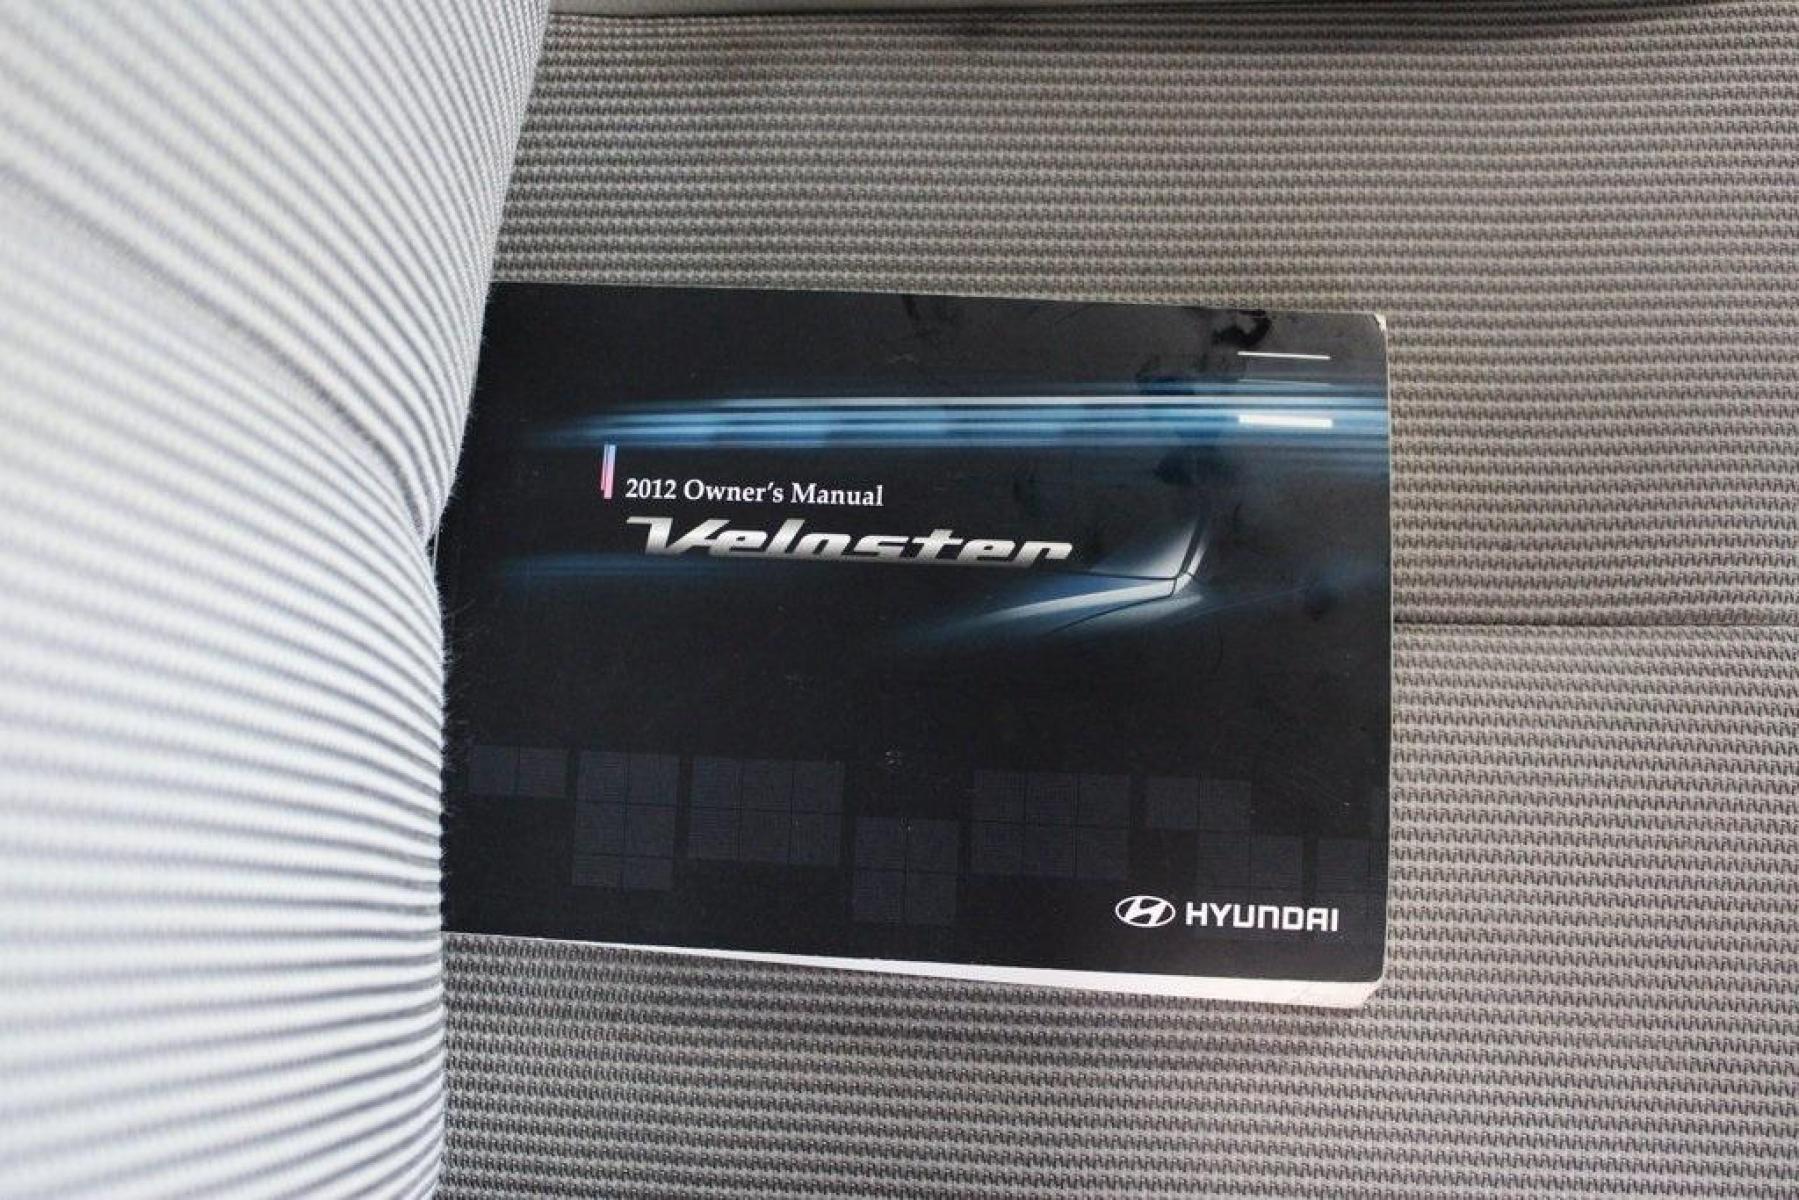 2012 Owner's Manual
Veloster
HYUNDAI